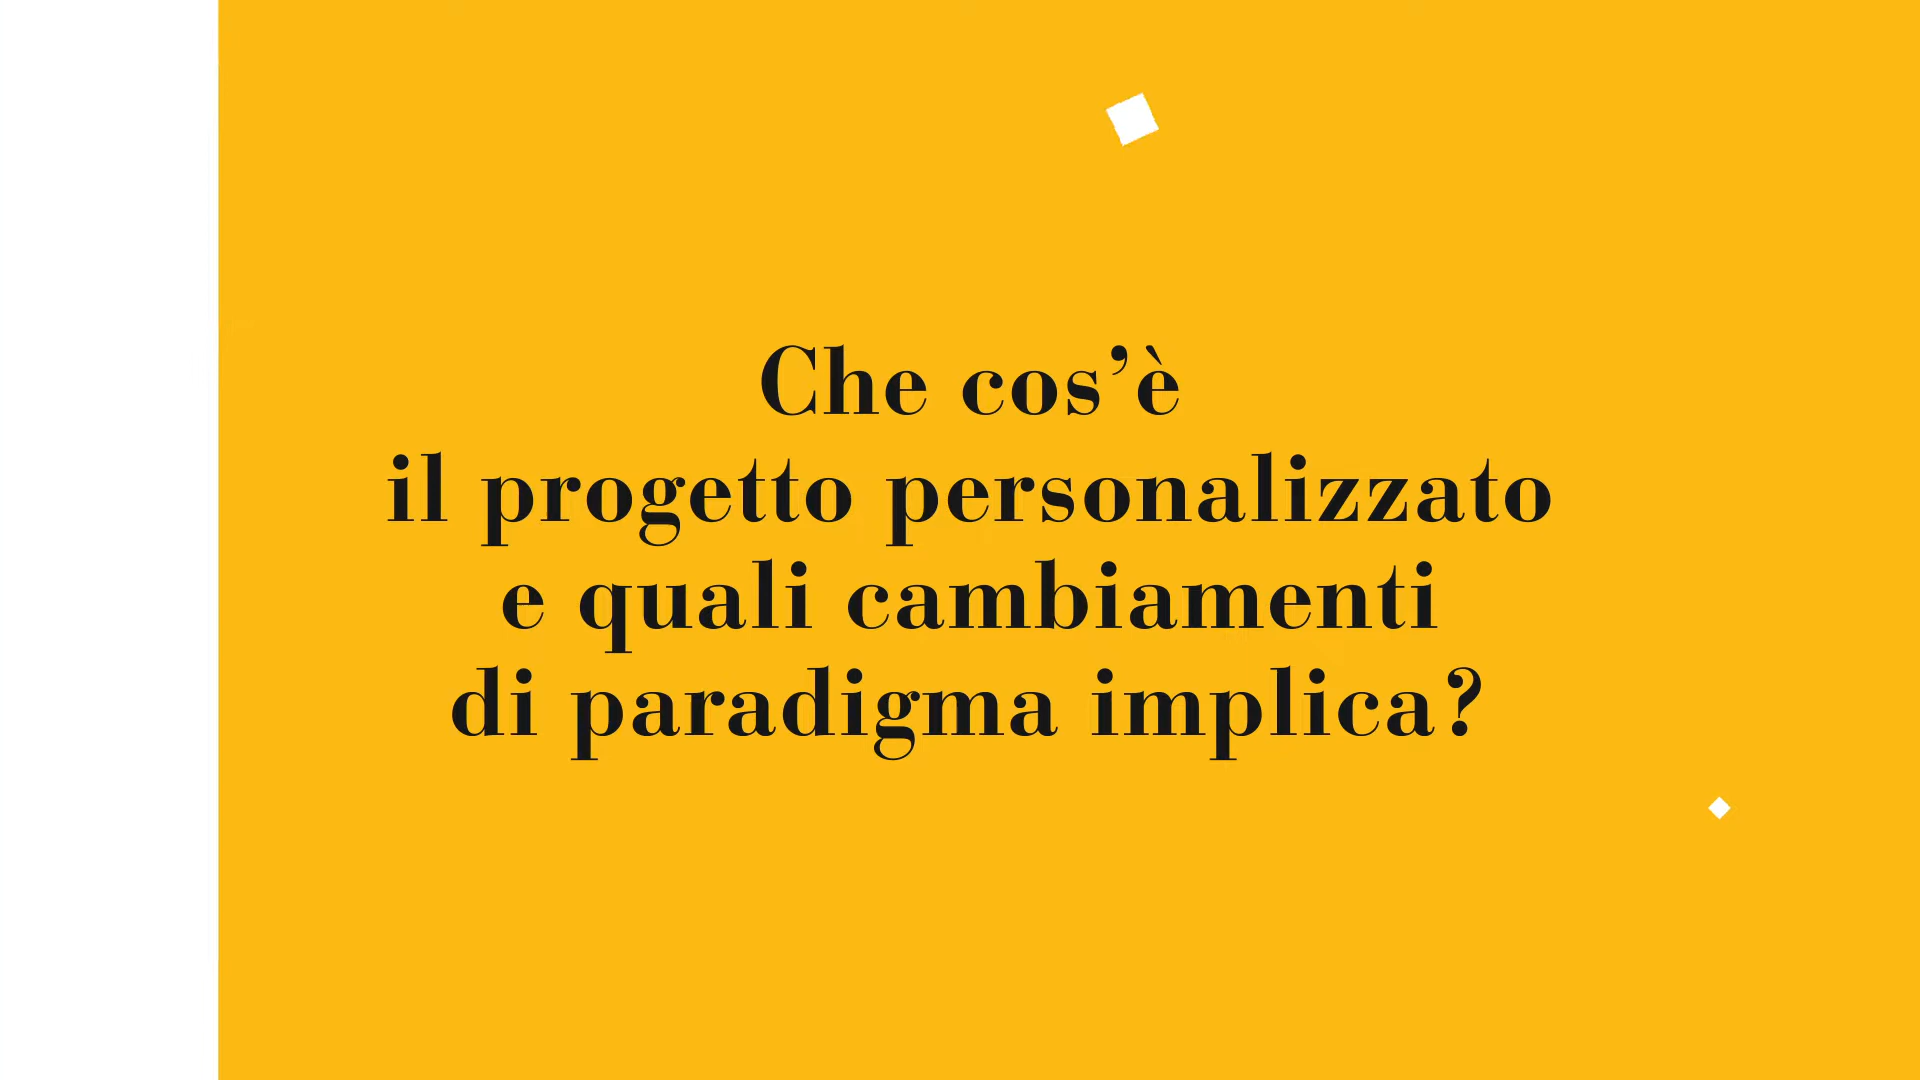 Che cos’è
il progetto personalizzato
e quali cambiamenti
di paradigma implica?